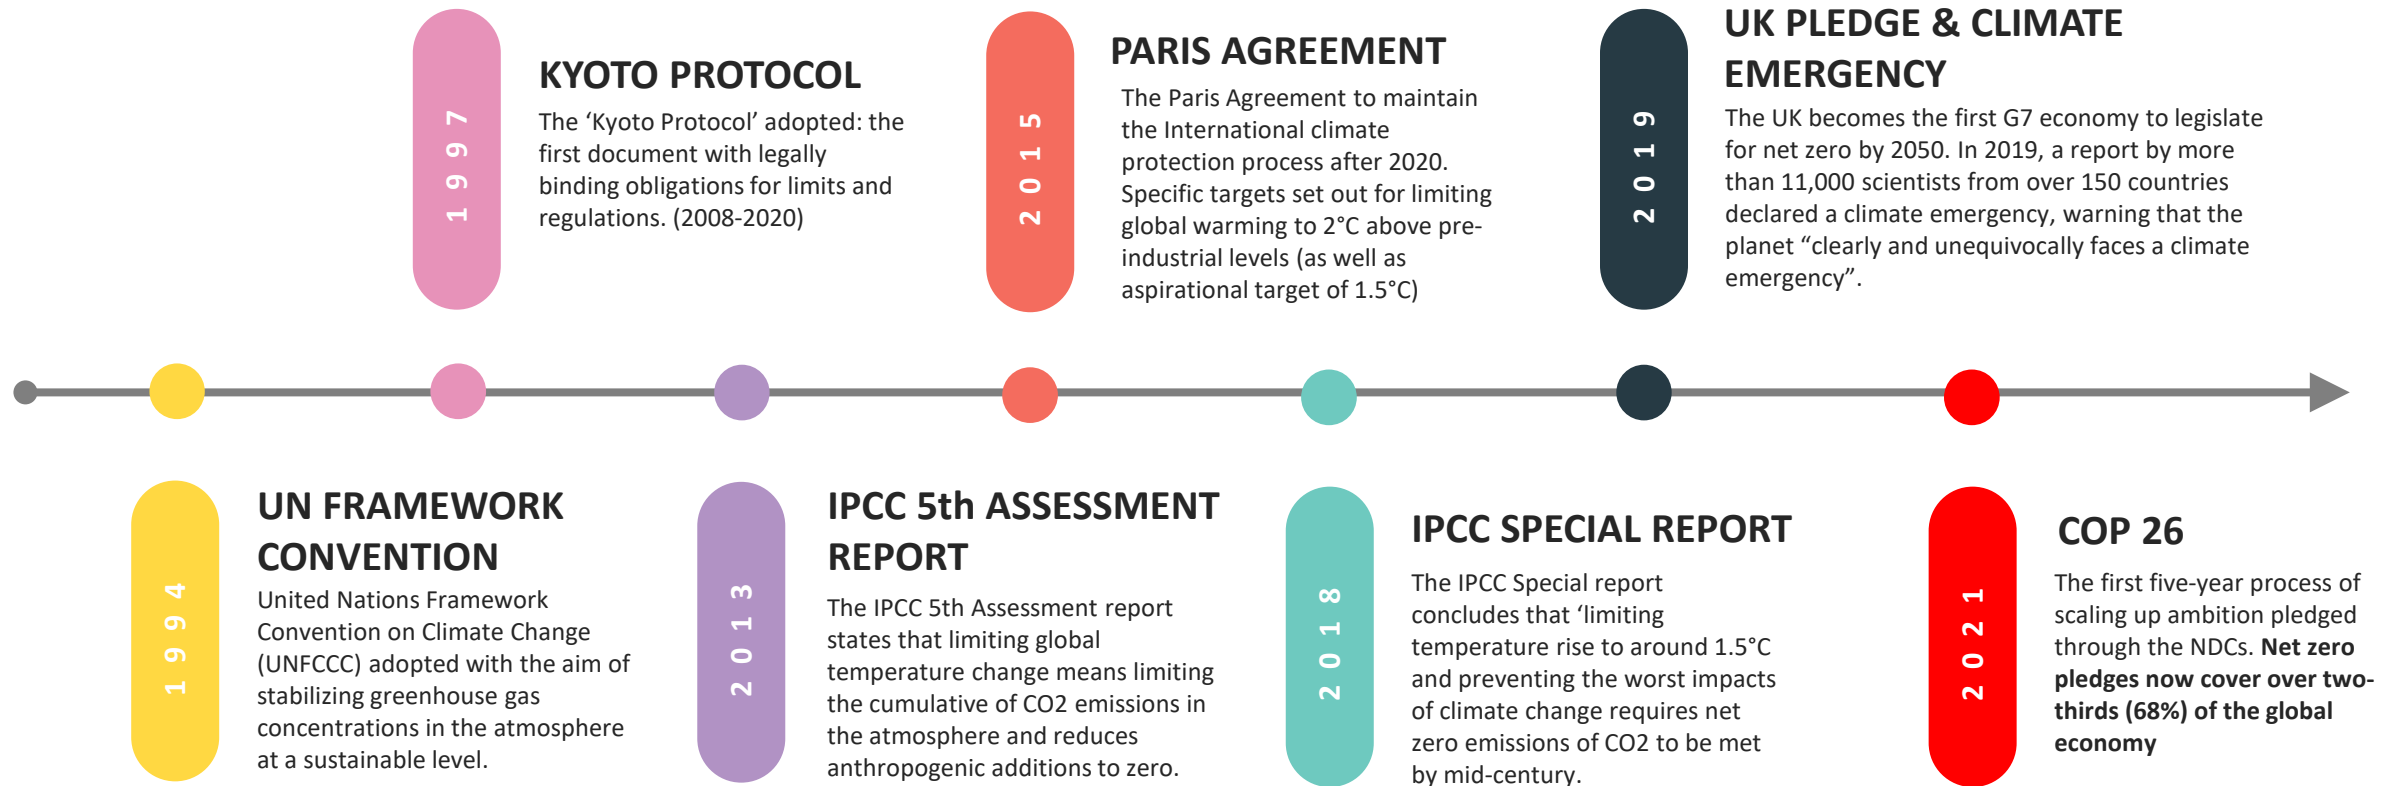 1997
KYOTO PROTOCOL
The ‘Kyoto Protocol’ adopted: the
first document with legally
binding obligations for limits and
regulations. (2008-2020)
2015
PARIS AGREEMENT
The Paris Agreement to maintain
the International climate
protection process after 2020.
Specific targets set out for limiting
global warming to 2°C above pre-
industrial levels (as well as
aspirational target of 1.5°C)
2019
UK PLEDGE & CLIMATE
EMERGENCY
The UK becomes the first G7 economy to legislate
for net zero by 2050. In 2019, a report by more
than 11,000 scientists from over 150 countries
declared a climate emergency, warning that the
planet “clearly and unequivocally faces a climate
emergency”.
1994
UN FRAMEWORK
CONVENTION
United Nations Framework
Convention on Climate Change
(UNFCCC) adopted with the aim of
stabilizing greenhouse gas
concentrations in the atmosphere
at a sustainable level.
2013
IPCC 5th ASSESSMENT
REPORT
The IPCC 5th Assessment report
states that limiting global
temperature change means limiting
the cumulative of CO2 emissions in
the atmosphere and reduces
anthropogenic additions to zero.
2018
IPCC SPECIAL REPORT
The IPCC Special report
concludes that ‘limiting
temperature rise to around 1.5°C
and preventing the worst impacts
of climate change requires net
zero emissions of CO2 to be met
by mid-century.
2021
COP 26
The first five-year process of
scaling up ambition pledged
through the NDCs. Net zero
pledges now cover over two-
thirds (68%) of the global
economy